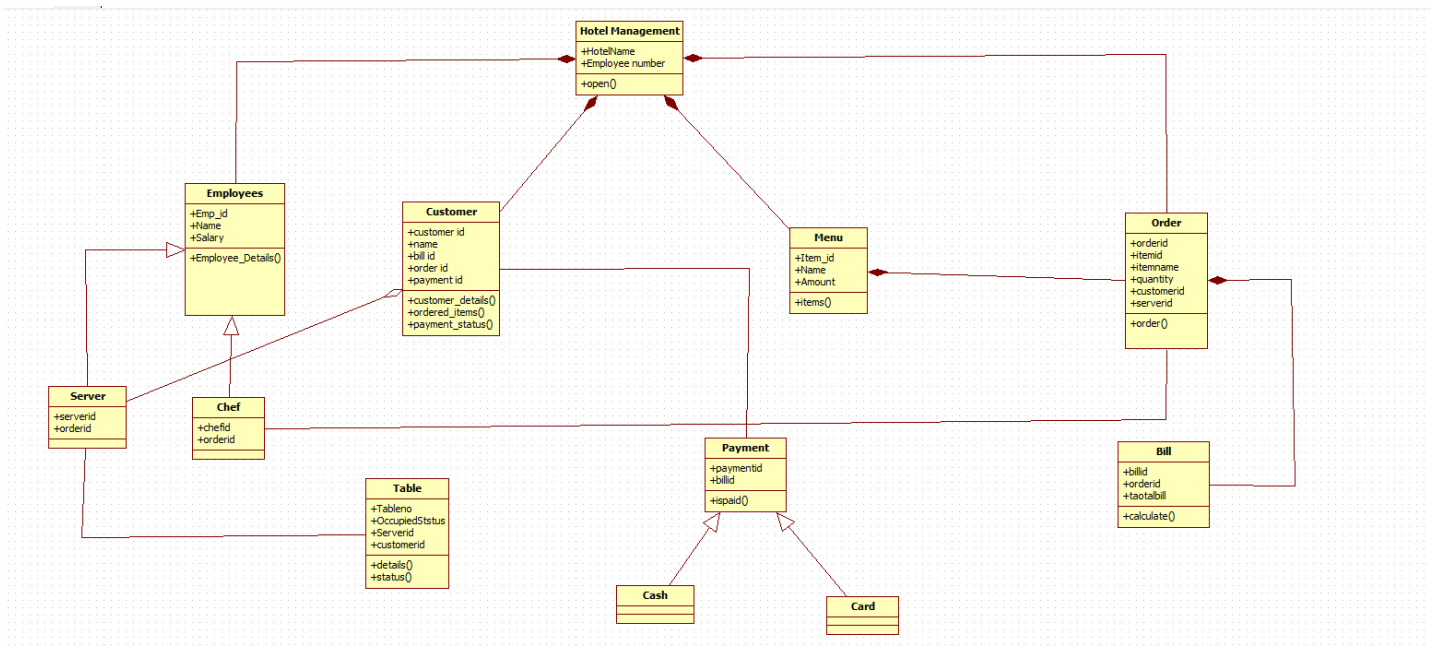 Hotel Management
+HotelName
+Employee number
+open()
Employees
+Emp_id
+Name
+Salary
+Employee_Details()
Customer
+customer id
+name
+bill id
+order id
+payment id
+customer_details()
+ordered_items()
+payment_status()
Menu
+Item_id
+Name
+Amount
+items()
Order
+orderid
+itemid
+itemname
+quantity
+customerid
+serverid
+order()
Server
+serverid
+orderid
Chef
+chefid
+orderid
Payment
+paymentid
+billid
+ispaid()
Bill
+billid
+orderid
+taotalbill
+calculate()
Table
+Tableno
+OccupiedStstus
+Serverid
+customerid
+details()
+status()
Cash
Card